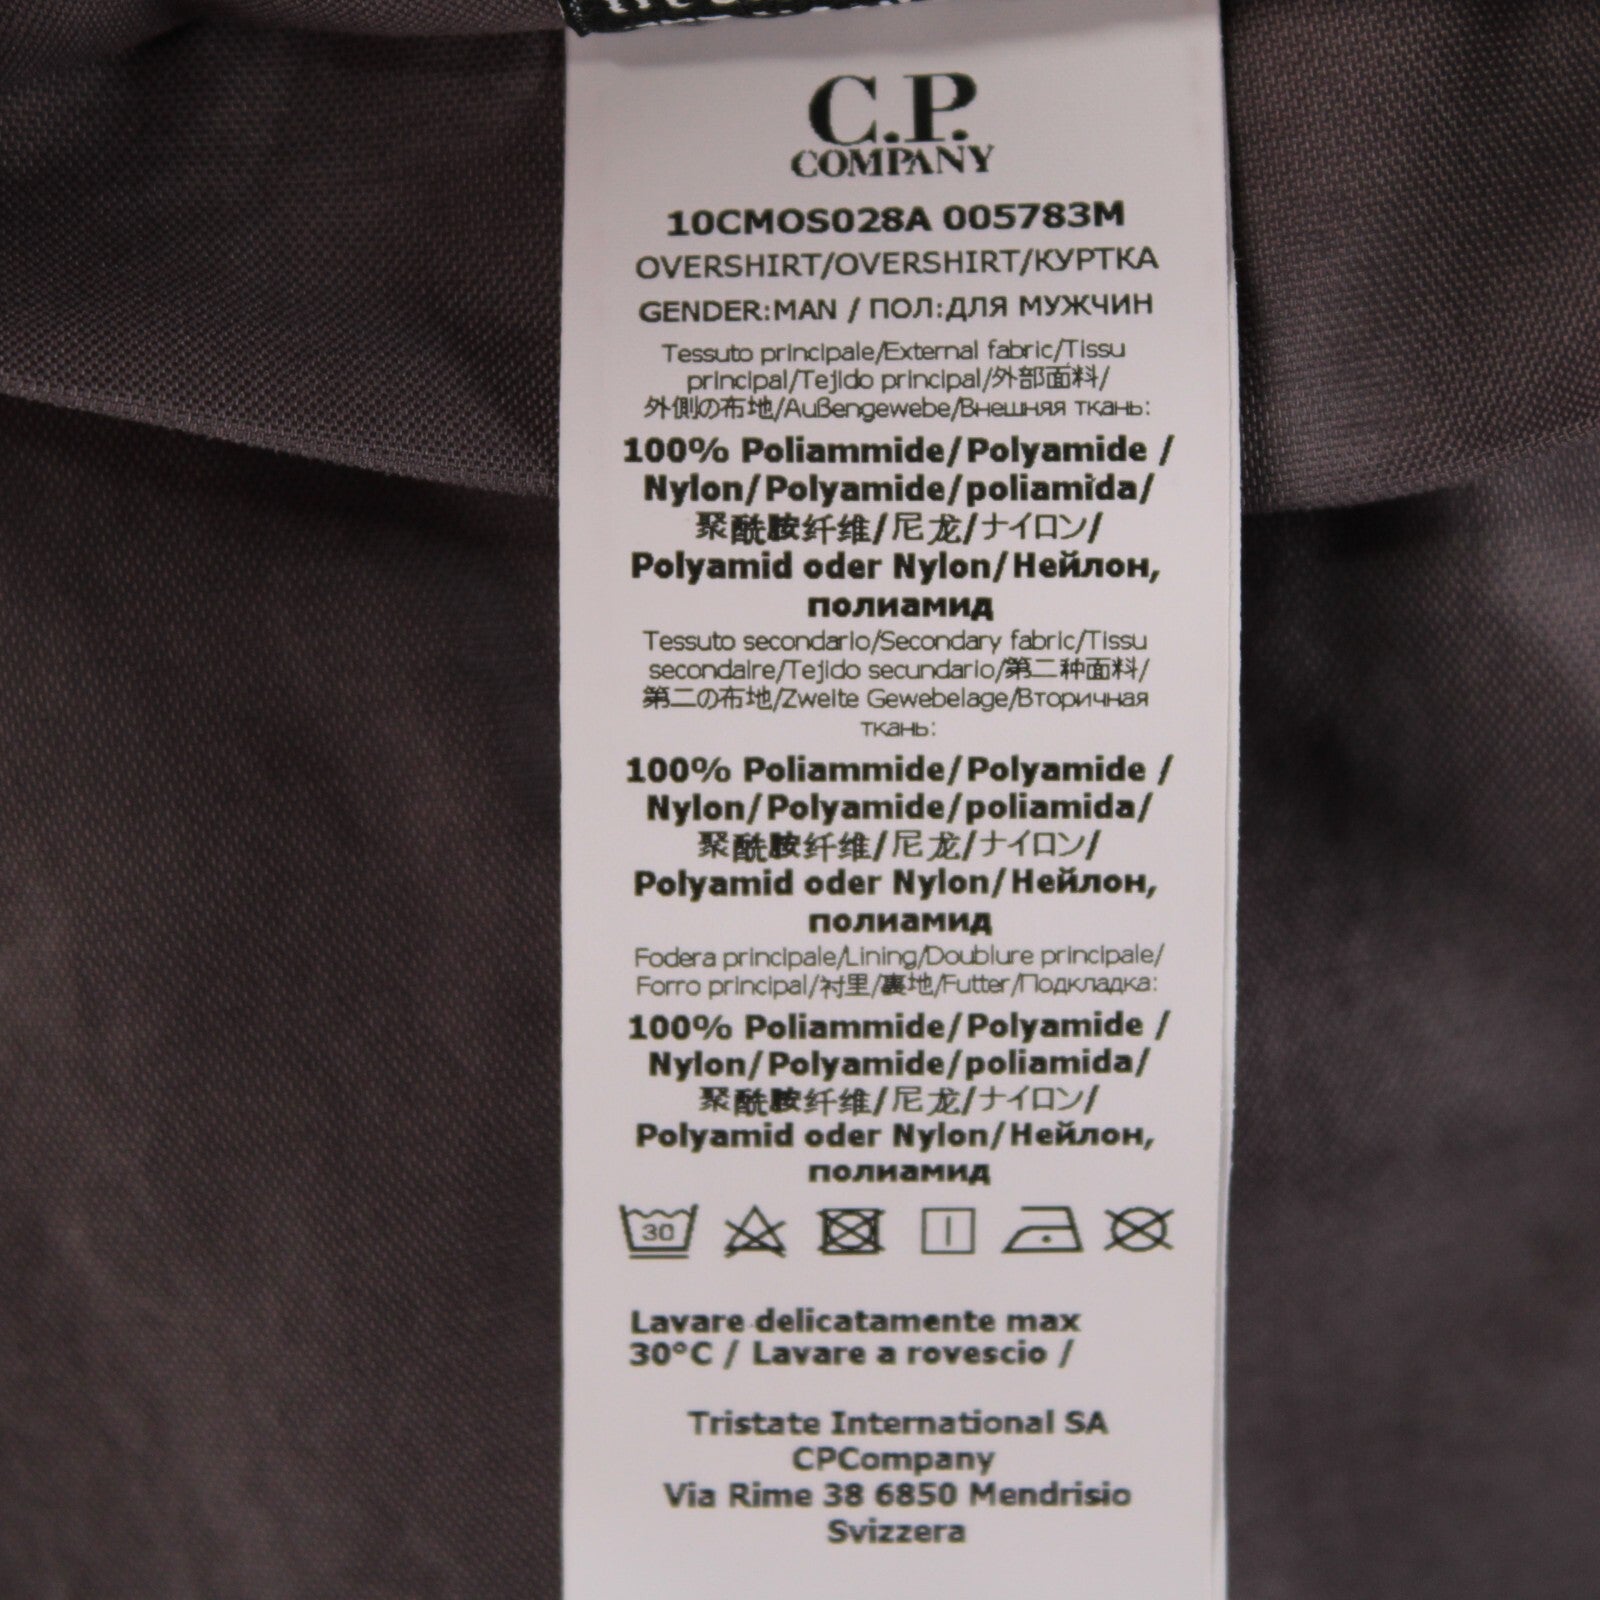 C.P.
COMPANY
10CMOS028A 005783M
OVERSHIRT/OVERSHIRT/КУРТКА
GENDER:MAN / ПОЛ:ДЛЯ МУЖЧИН
Tessuto principale/External fabric/Tissu
principal/Tejido principal/外部面料/
外側の布地/Außengewebe/Внешняя ткань:
100% Poliammide/Polyamide /
Nylon/Polyamide/poliamida/
聚酰胺纤维/尼龙/ナイロン/
Polyamid oder Nylon/Нейлон,
полиамид
Tessuto secondario/Secondary fabric/Tissu
secondaire/Tejido secundario/第二种面料/
第二の布地/Zweite Gewebelage/Вторичная
ткань:
100% Poliammide/Polyamide /
Nylon/Polyamide/poliamida/
聚酰胺纤维/尼龙/ナイロン/
Polyamid oder Nylon/Нейлон,
полиамид
Fodera principale/Lining/Doublure principale/
Forro principal/衬里/裏地/Futter/Подкладка:
100% Poliammide/Polyamide /
Nylon/Polyamide/poliamida/
聚酰胺纤维/尼龙/ナイロン/
Polyamid oder Nylon/Нейлон,
полиамид
30
Lavare delicatamente max
30°C / Lavare a rovescio /
Tristate International SA
CPCompany
Via Rime 38 6850 Mendrisio
Svizzera